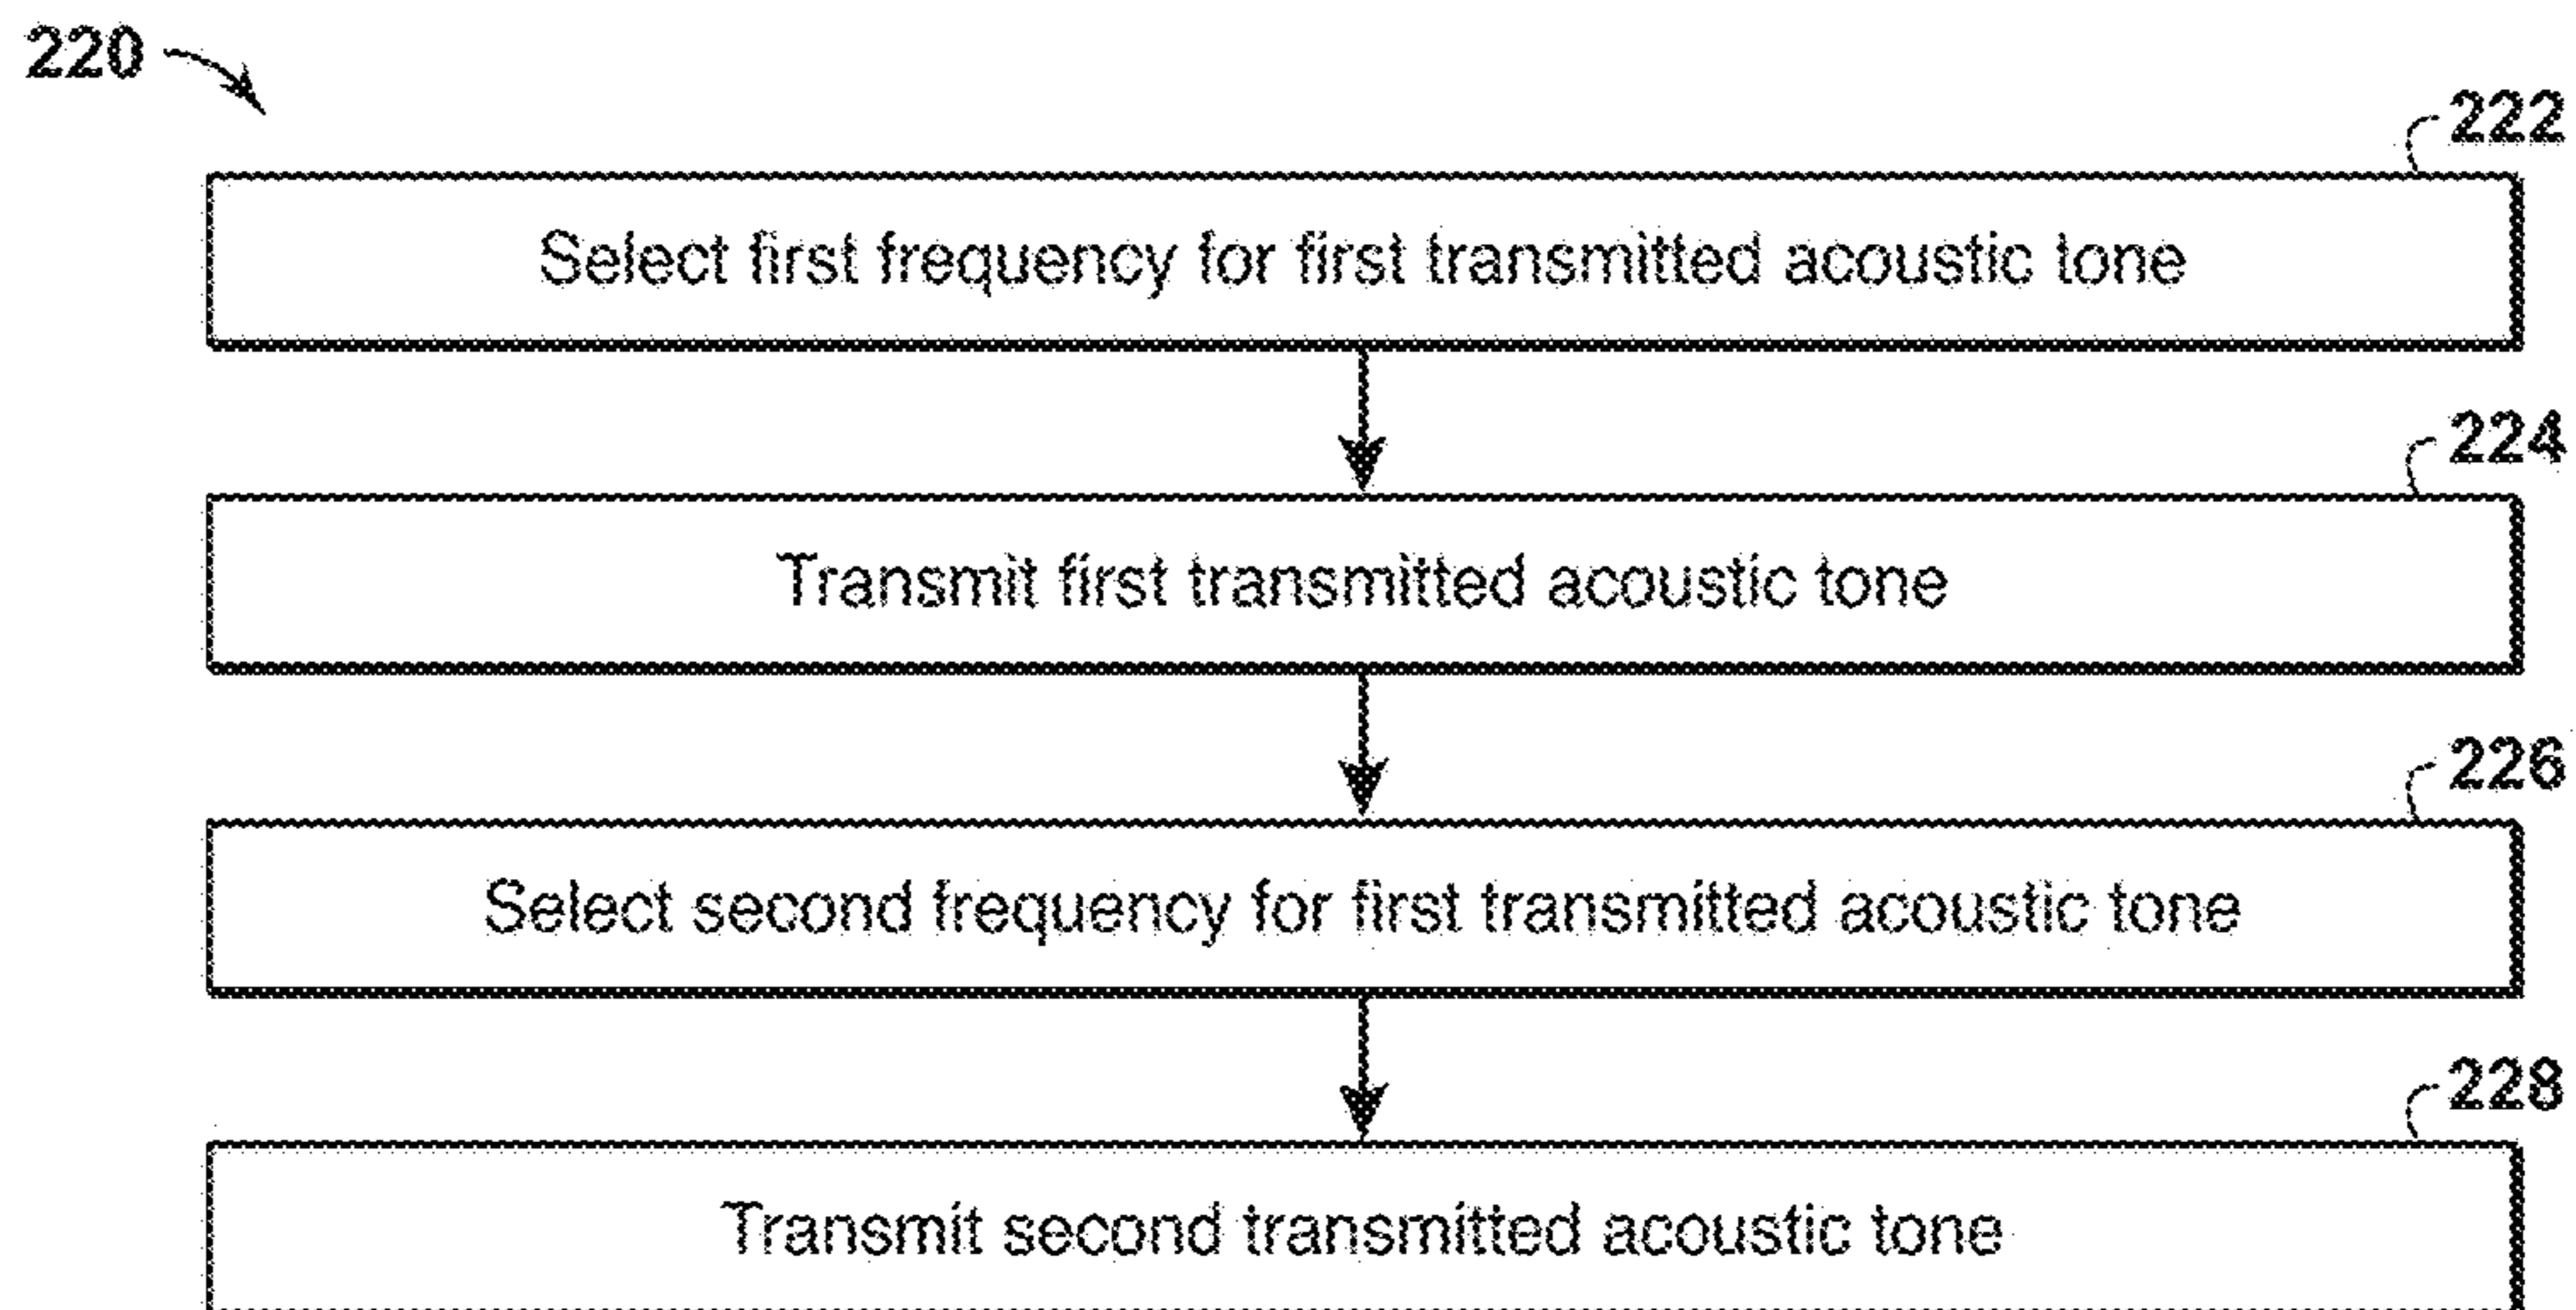 220
222
Select first frequency for first transmitted acoustic tone
224
Transmit first transmitted acoustic tone
226
Select second frequency for first transmitted acoustic tone
228
Transmit second transmitted acoustic tone